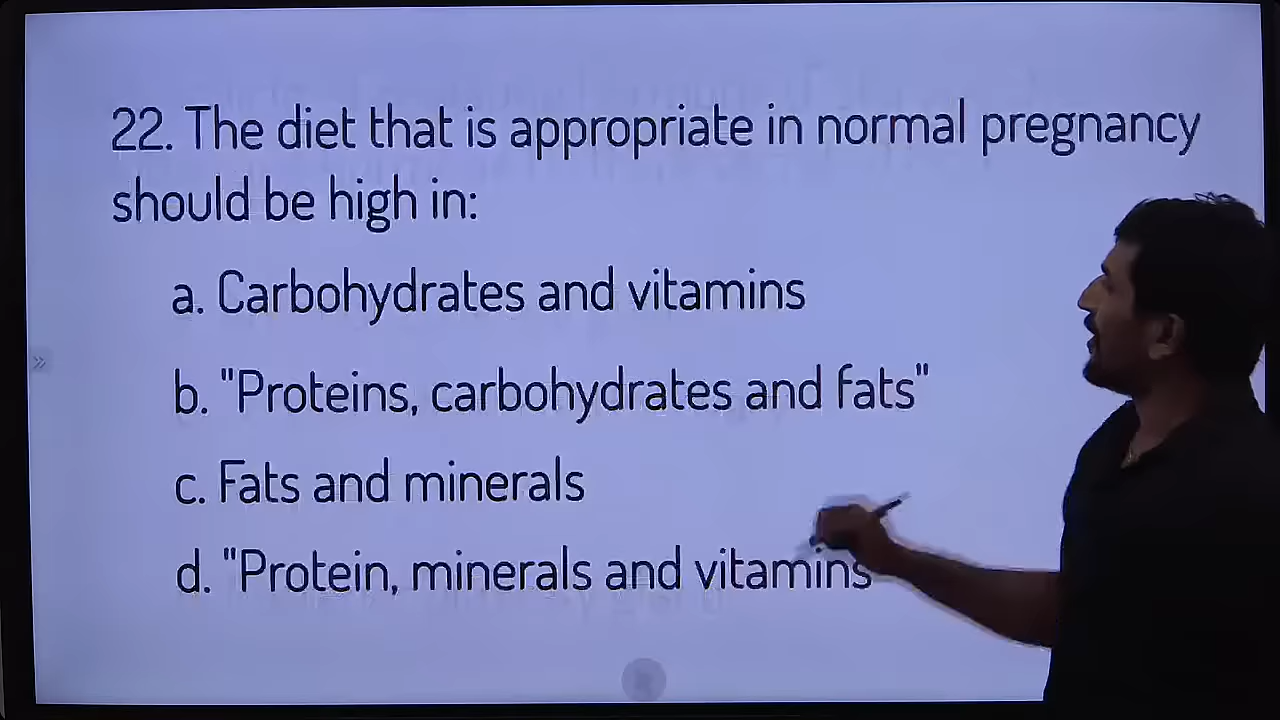 22. The diet that is appropriate in normal pregnancy
should be high in:
a. Carbohydrates and vitamins
b. "Proteins, carbohydrates and fats"
c. Fats and minerals
d. "Protein, minerals and vitamins